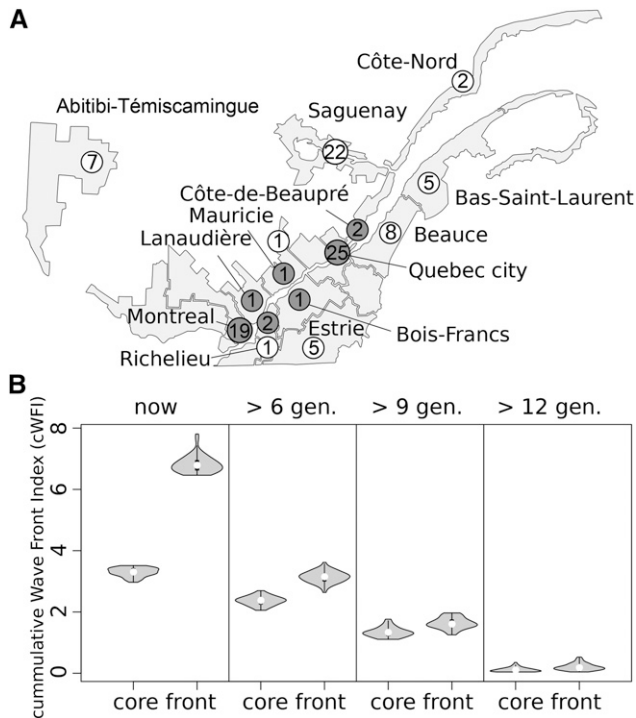 A
Côte-Nord
2
Abitibi-Témiscamingue
Saguenay
7
22
5
Côte-de-Beaupré
Bas-Saint-Laurent
Mauricie
2
8
Beauce
Lanaudière
1
25
1
Quebec city
1
1
Montreal
19
2
Estrie
Bois-Francs
Richelieu
1
5
B
now
> 6 gen.
> 9 gen.
> 12 gen.
cummulative Wave Front Index (cWFI)
8
6
4
2
0
core front
core front
core front
core front